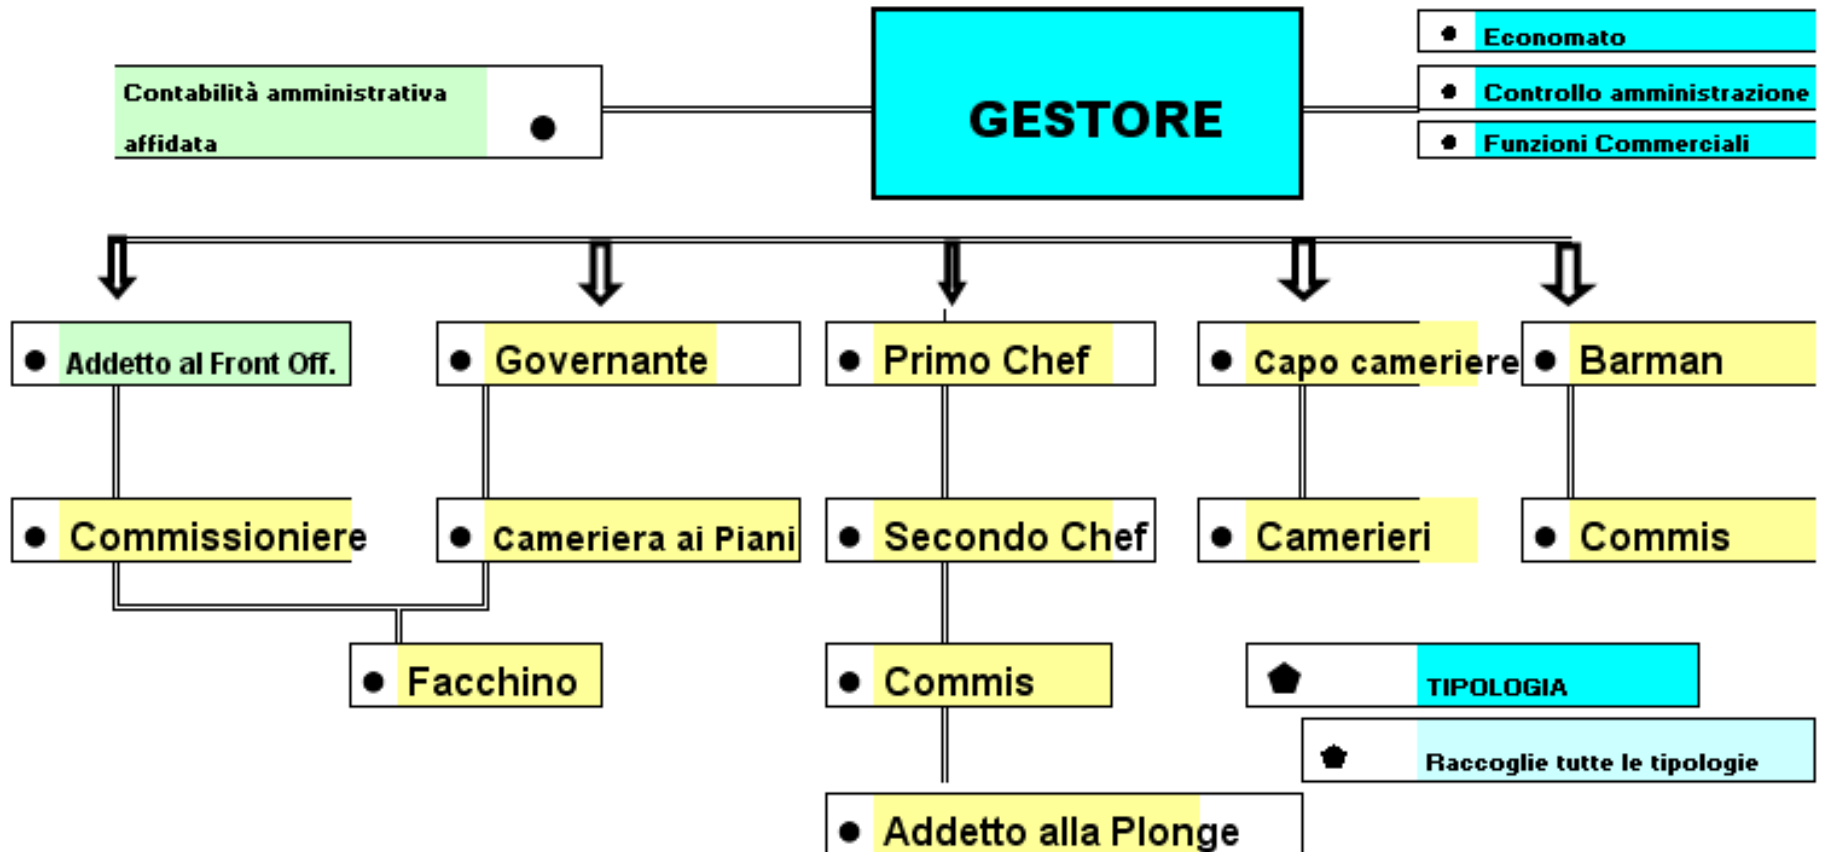 Contabilità amministrativa
affidata
GESTORE
Economato
Controllo amministrazione
Funzioni Commerciali
Addetto al Front Off.
Governante
Primo Chef
Capo cameriere
Barman
Commissioniere
Cameriera ai Piani
Secondo Chef
Camerieri
Commis
Facchino
Commis
TIPOLOGIA
Raccoglie tutte le tipologie
Addetto alla Plonge